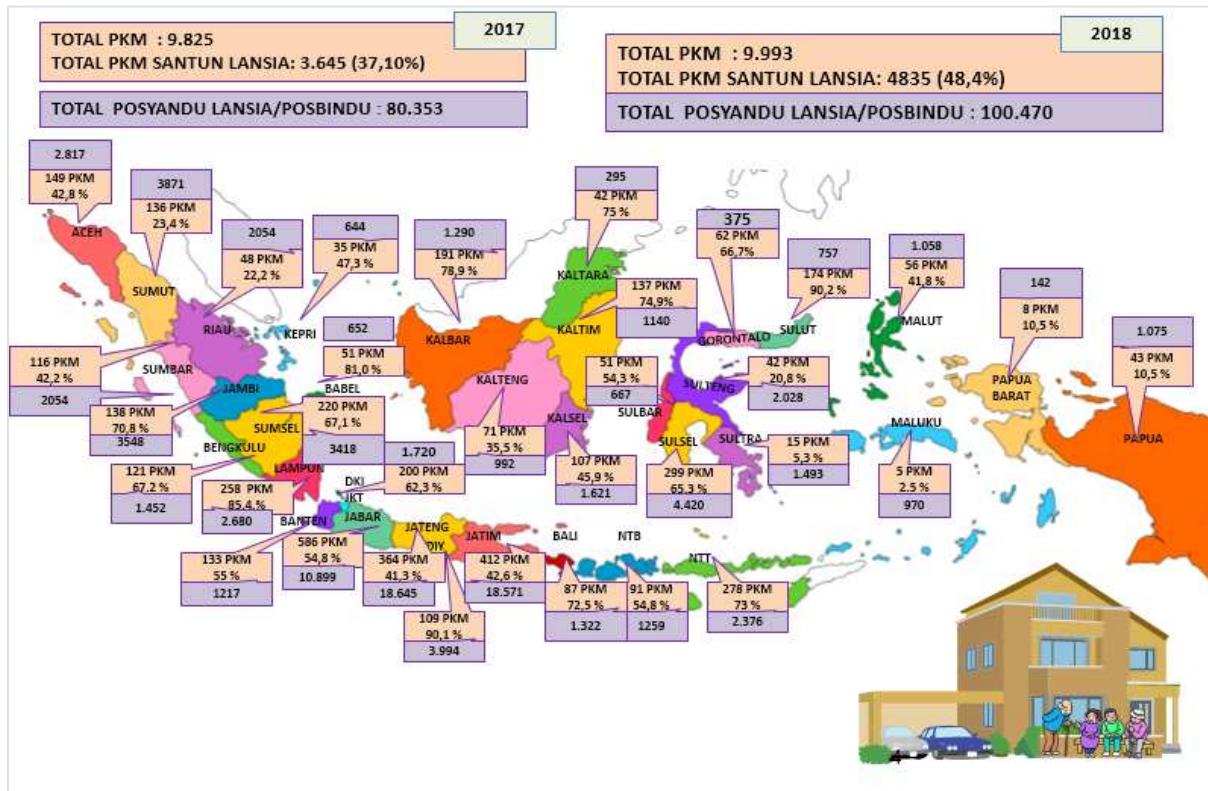 2017
TOTAL PKM : 9.825
TOTAL PKM SANTUN LANSIA: 3.645 (37,10%)
TOTAL POSYANDU LANSIA/POSBINDU : 80.353
2018
TOTAL PKM : 9.993
TOTAL PKM SANTUN LANSIA: 4835 (48,4%)
TOTAL POSYANDU LANSIA/POSBINDU : 100.470
2.817
149 PKM
42,8 %
ACEH
3871
136 PKM
23,4 %
SUMUT
2054
48 PKM
22,2 %
RIAU
644
35 PKM
47,3 %
KEPRI
1.290
191 PKM
78,9 %
KALBAR
295
42 PKM
75 %
KALTARA
375
62 PKM
66,7%
GORONTALO
757
174 PKM
90,2 %
SULUT
1.058
56 PKM
41,8 %
MALUT
142
8 PKM
10,5 %
PAPUA
BARAT
1.075
43 PKM
10,5 %
PAPUA
137 PKM
74,9%
1140
KALTIM
652
51 PKM
81,0 %
BABEL
116 PKM
42,2 %
2054
SUMBAR
138 PKM
70,8 %
3548
JAMBI
220 PKM
67,1 %
3418
SUMSEL
BENGKULU
121 PKM
67.2 %
1.452
LAMPUN
258 PKM
85.4. %
2.680
1.720
200 PKM
62,3 %
DKI
JKT
KALTENG
71 PKM
35,5 %
992
KALSEL
107 PKM
45,9 %
1.621
51 PKM
54,3 %
667
SULBAR
SULTENG
42 PKM
20,8 %
2.028
SULSEL
299 PKM
65.3 %
4.420
SULTRA
15 PKM
5,3 %
1.493
MALUKU
5 PKM
2.5 %
970
BANTEN
133 PKM
55 %
1217
JABAR
586 PKM
54,8 %
10.899
JATENG
364 PKM
41,3 %
18.645
DIY
109 PKM
90,1 %
3.994
JATIM
412 PKM
42,6 %
18.571
BALI
87 PKM
72,5 %
1.322
NTB
91 PKM
54,8 %
1259
NTT
278 PKM
73 %
2.376
4